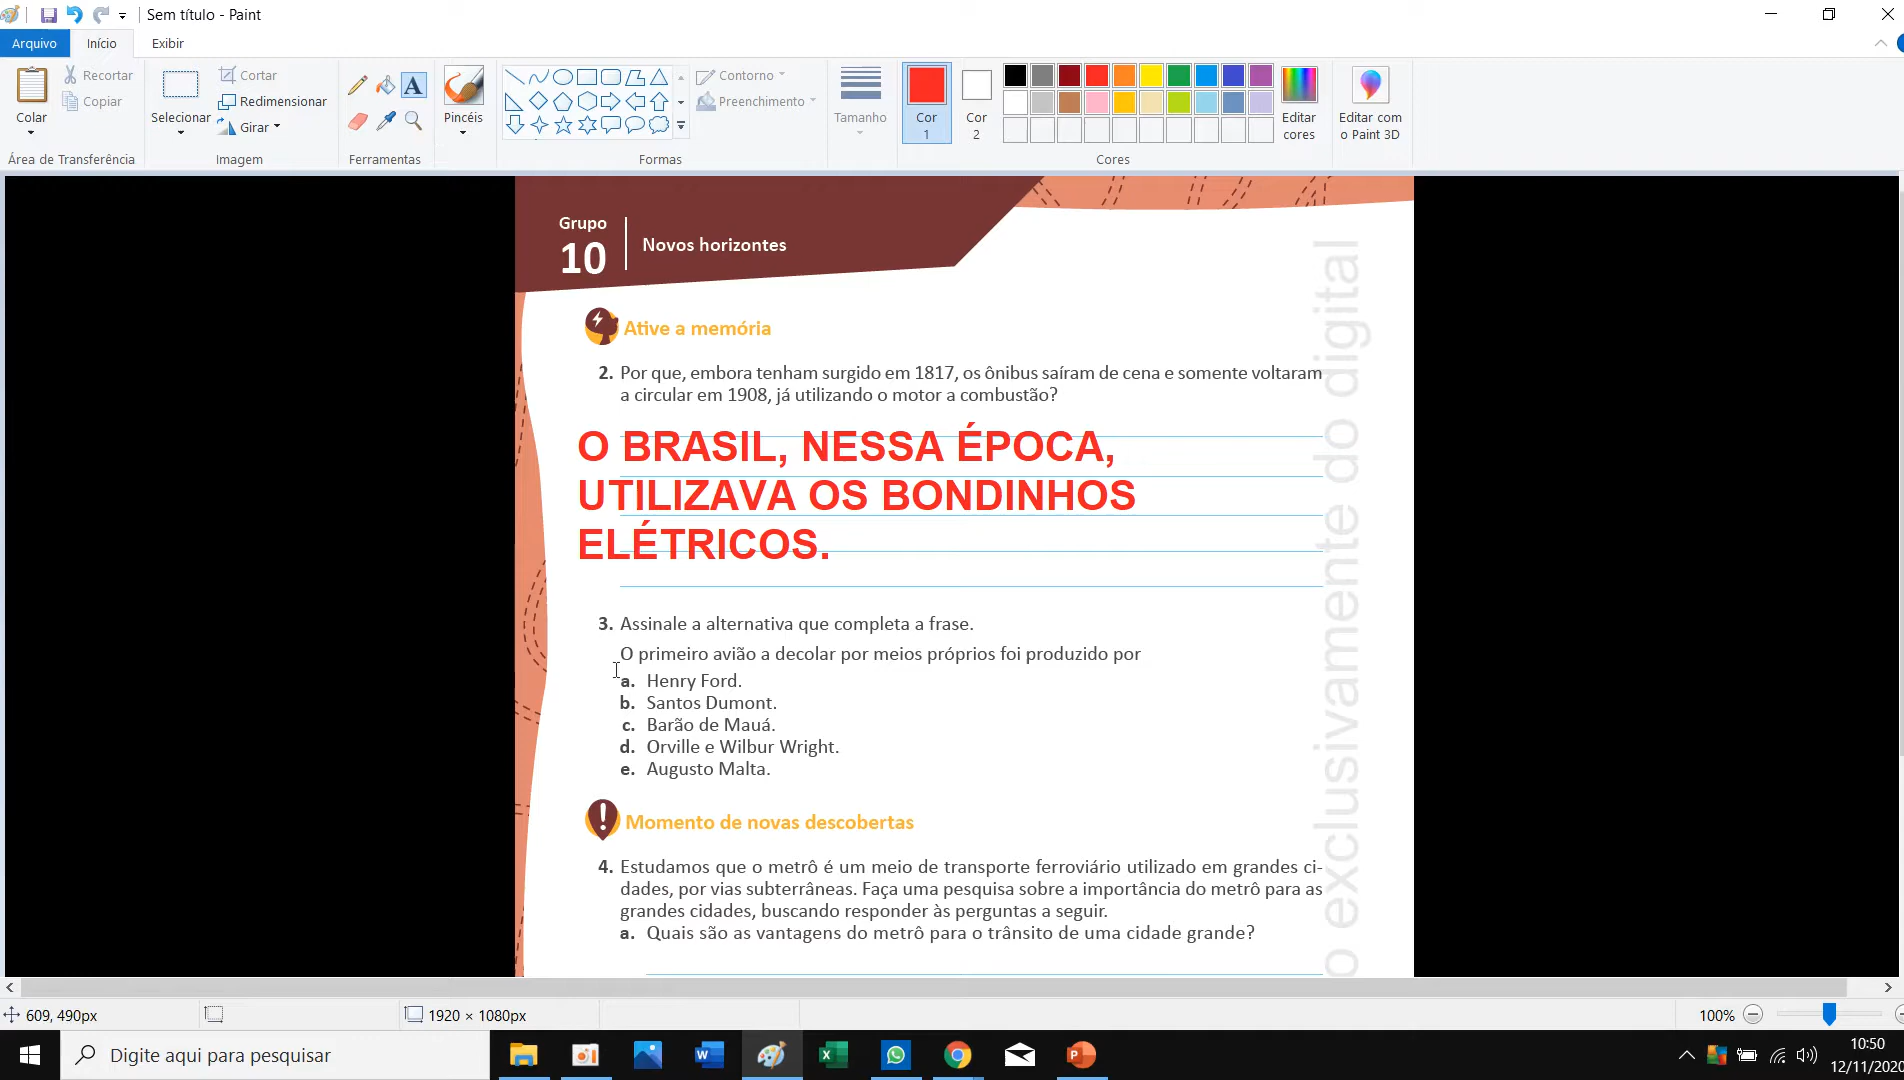 Sem título - Paint
Arquivo Início Exibir
Colar
Recortar
Copiar
Área de Transferência
Selecionar
Cortar
Redimensionar
Girar
Imagem
A
Ferramentas
Pincéis
Contorno
Preenchimento
Formas
Tamanho
Cor
1
Cor
2
Cores
Editar
cores
Editar com
o Paint 3D
Grupo
10
Novos horizontes
Ative a memória
2. Por que, embora tenham surgido em 1817, os ônibus saíram de cena e somente voltaram
a circular em 1908, já utilizando o motor a combustão?
O BRASIL, NESSA ÉPOCA,
UTILIZAVA OS BONDINHOS
ELÉTRICOS.
3. Assinale a alternativa que completa a frase.
O primeiro avião a decolar por meios próprios foi produzido por
a. Henry Ford.
b. Santos Dumont.
c. Barão de Mauá.
d. Orville e Wilbur Wright.
e. Augusto Malta.
Momento de novas descobertas
4. Estudamos que o metrô é um meio de transporte ferroviário utilizado em grandes ci-
dades, por vias subterrâneas. Faça uma pesquisa sobre a importância do metrô para as
grandes cidades, buscando responder às perguntas a seguir.
a. Quais são as vantagens do metrô para o trânsito de uma cidade grande?
o exclusivamente do digital
609, 490px
1920 × 1080px
100%
Digite aqui para pesquisar
10:50
12/11/2020